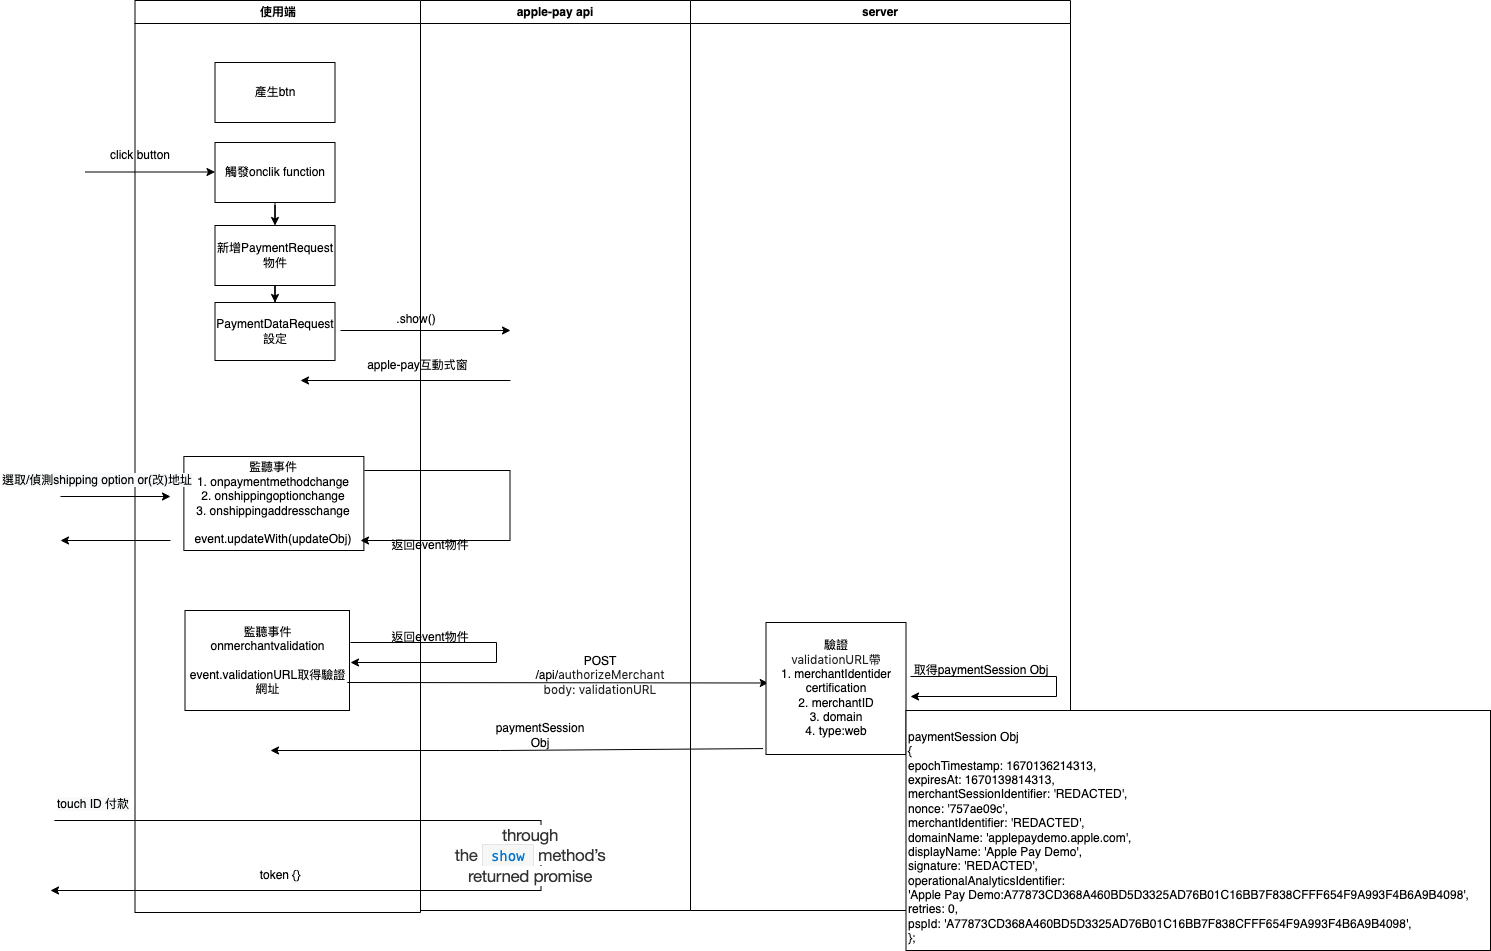 使用端
apple-pay api
server
產生btn
click button
觸發onclik function
新增PaymentRequest
物件
PaymentDataRequest
設定
.show()
apple-pay互動式窗
選取/偵測shipping option or(改)地址
監聽事件
1. onpaymentmethodchange
2. onshippingoptionchange
3. onshippingaddresschange
event.updateWith(updateObj)
返回event物件
監聽事件
onmerchantvalidation
event.validationURL取得驗證
網址
返回event物件
POST
/api/authorizeMerchant
body: validationURL
驗證
validationURL帶
1. merchantIdentider
certification
2. merchantID
3. domain
4. type:web
取得paymentSession Obj
paymentSession
Obj
paymentSession Obj
{
epochTimestamp: 1670136214313,
expiresAt: 1670139814313,
merchantSessionIdentifier: 'REDACTED',
nonce: '757ae09c',
merchantIdentifier: 'REDACTED',
domainName: 'applepaydemo.apple.com',
displayName: 'Apple Pay Demo',
signature: 'REDACTED',
operationalAnalyticsIdentifier:
'Apple Pay Demo:A77873CD368A460BD5D3325AD76B01C16BB7F838CFFF654F9A993F4B6A9B4098',
retries: 0,
pspId: 'A77873CD368A460BD5D3325AD76B01C16BB7F838CFFF654F9A993F4B6A9B4098',
};
touch ID 付款
through
the show method's
returned promise
token {}